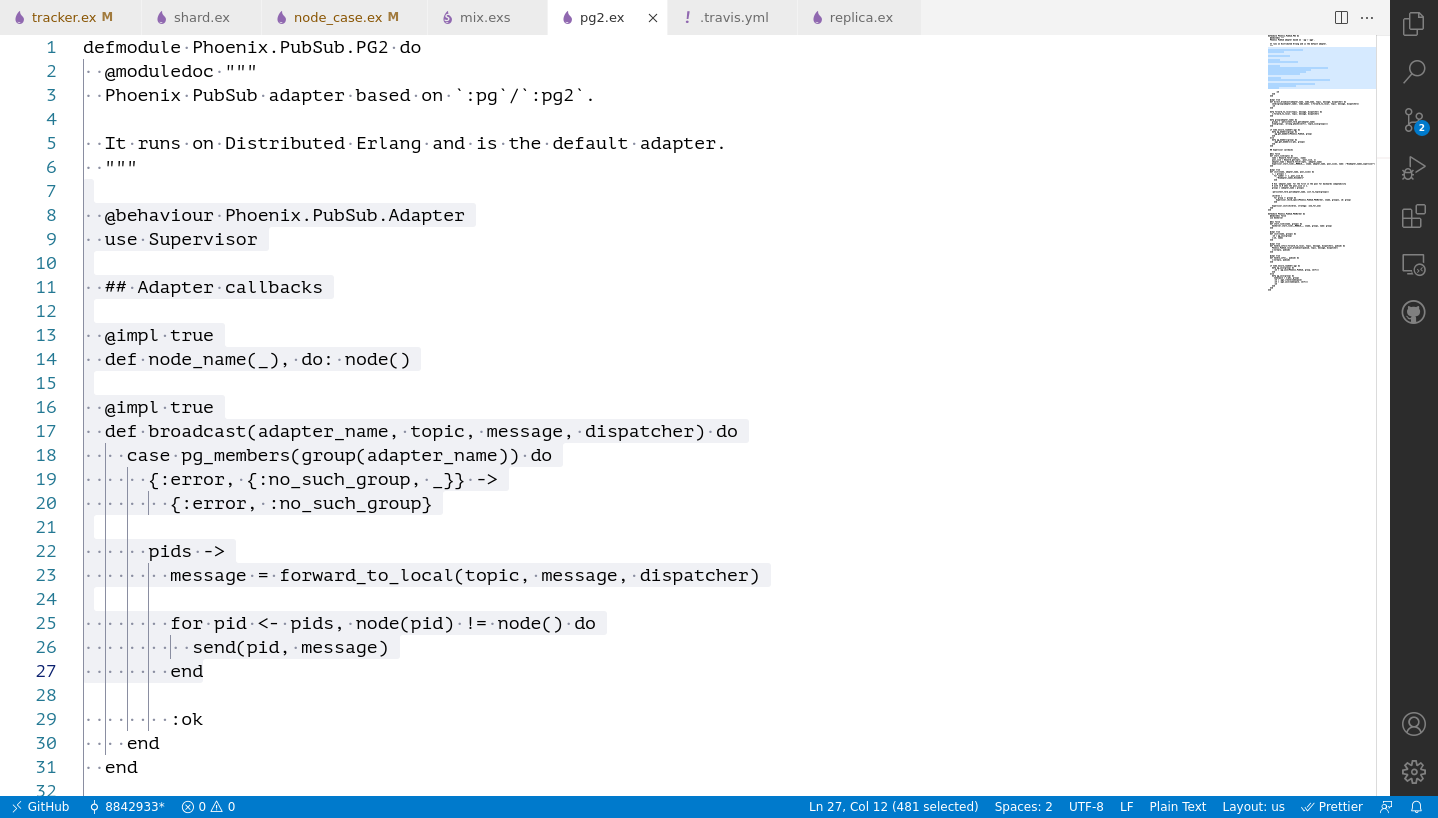 tracker.ex M shard.ex node_case.ex M mix.exs pg2.ex ! .travis.yml replica.ex
1 defmodule Phoenix.PubSub.PG2 do
2 @moduledoc """
3 Phoenix PubSub adapter based on `:pg`/`:pg2`.
4
5 It runs on Distributed Erlang and is the default adapter.
6 """
7
8 @behaviour Phoenix.PubSub.Adapter
9 use Supervisor
10
11 ## Adapter callbacks
12
13 @impl true
14 def node_name(_), do: node()
15
16 @impl true
17 def broadcast(adapter_name, topic, message, dispatcher) do
18 case pg_members(group(adapter_name)) do
19 {:error, {:no_such_group, _}} ->
20 {:error, :no_such_group}
21
22 pids ->
23 message = forward_to_local(topic, message, dispatcher)
24
25 for pid <- pids, node(pid) != node() do
26 send(pid, message)
27 end
28
29 :ok
30 end
31 end
32
2
GitHub 8842933* 0 0 Ln 27, Col 12 (481 selected) Spaces: 2 UTF-8 LF Plain Text Layout: us Prettier